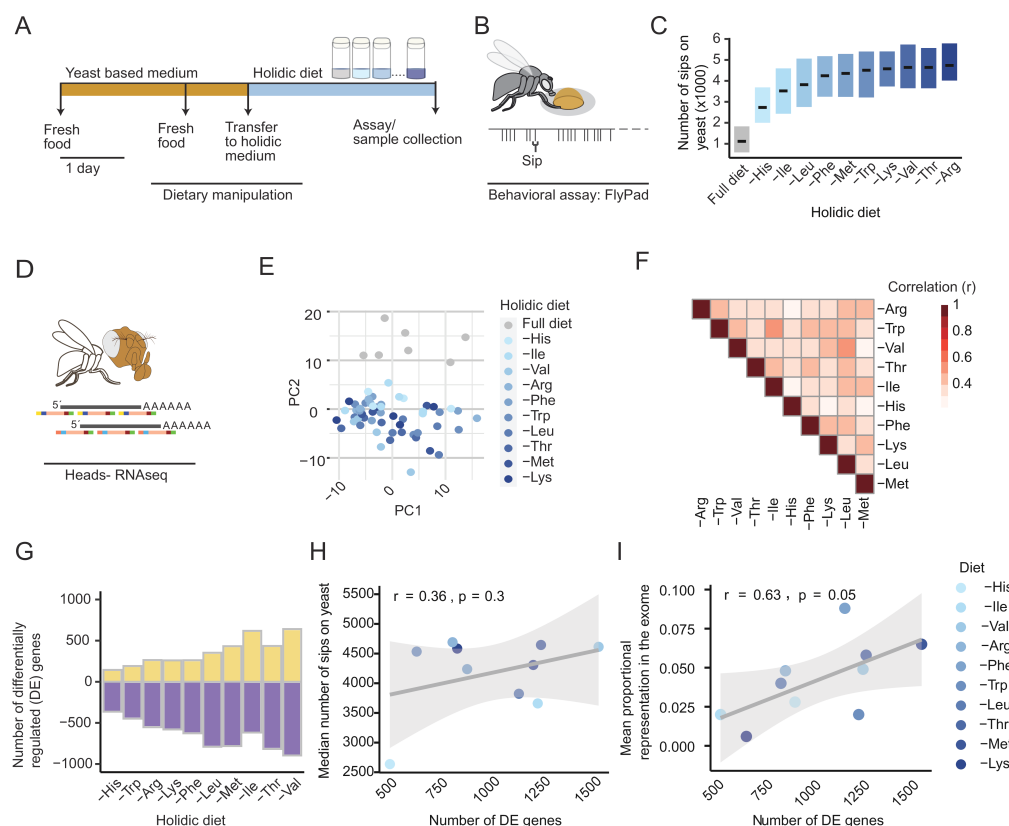 A
Yeast based medium
Holidic diet
Fresh
food
Fresh
food
Transfer
to holidic
medium
Assay/
sample collection
1 day
Dietary manipulation
B
Sip
Behavioral assay: FlyPad
C
Number of sips on
yeast (x1000)
6
5
4
3
2
1
Full diet
−His
−Ile
−Leu
−Phe
−Met
−Trp
−Lys
−Val
−Thr
−Arg
Holidic diet
D
5´
AAAAAA
5´
AAAAAA
Heads- RNAseq
E
PC2
20
10
0
−10
−10
0
10
PC1
Holidic diet
Full diet
−His
−Ile
−Val
−Arg
−Phe
−Trp
−Leu
−Thr
−Met
−Lys
F
Correlation (r)
1
0.8
0.6
0.4
−Arg
−Trp
−Val
−Thr
−Ile
−His
−Phe
−Lys
−Leu
−Met
−Arg
−Trp
−Val
−Thr
−Ile
−His
−Phe
−Lys
−Leu
−Met
G
Number of differentially
regulated (DE) genes
1000
500
0
−500
−1000
−His
−Trp
−Arg
−Lys
−Phe
−Leu
−Met
−Ile
−Thr
−Val
Holidic diet
H
Median number of sips on yeast
5500
5000
4500
4000
3500
3000
2500
r = 0.36 , p = 0.3
500
750
1000
1250
1500
Number of DE genes
I
Mean proportional
representation in the exome
0.100
0.075
0.050
0.025
0.000
r = 0.63 , p = 0.05
500
750
1000
1250
1500
Number of DE genes
Diet
−His
−Ile
−Val
−Arg
−Phe
−Trp
−Leu
−Thr
−Met
−Lys